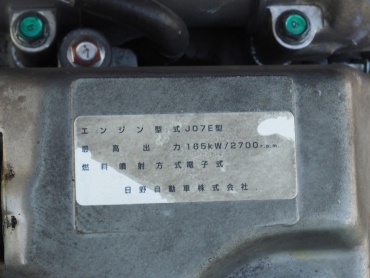 エンジン型式J07E型
最高出力165kW/2700r.p.m
燃料噴射方式電子式
日野自動車株式会社